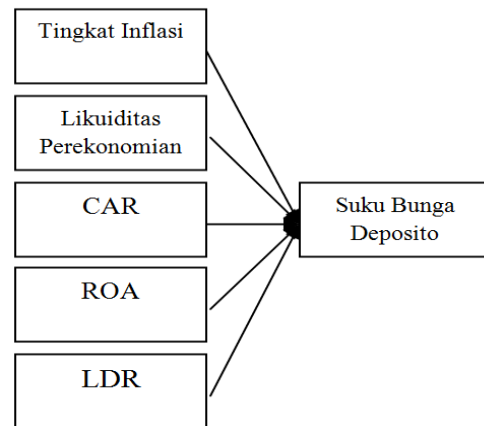 Tingkat Inflasi
Likuiditas
Perekonomian
CAR
ROA
LDR
Suku Bunga
Deposito